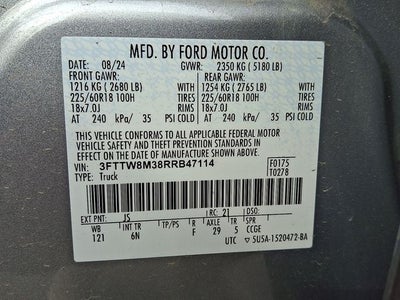 MFD. BY FORD MOTOR CO.
DATE: 08/24 GVWR: 2350 KG ( 5180 LB)
FRONT GAWR: REAR GAWR:
1216 KG ( 2680 LB) WITH 1254 KG ( 2765 LB) WITH
225/60R18 100H TIRES 225/60R18 100H TIRES
18x7.0J RIMS 18x7.0J RIMS
AT 240 kPa/ 35 PSI COLD AT 240 kPa/ 35 PSI COLD
THIS VEHICLE CONFORMS TO ALL APPLICABLE FEDERAL MOTOR
VEHICLE SAFETY AND THEFT PREVENTION STANDARDS IN EFFECT ON
THE DATE OF MANUFACTURE SHOWN ABOVE.
VIN: 3FTTW8M38RRB47114 F0175
TYPE: Truck T0278
EXT PNT: JS RC: 21 DSO:
WB INT TR TP/PS R AXLE TR SPR
121 6N F 29 5 CCGE
UTC ▽ 5U5A-1520472-BA